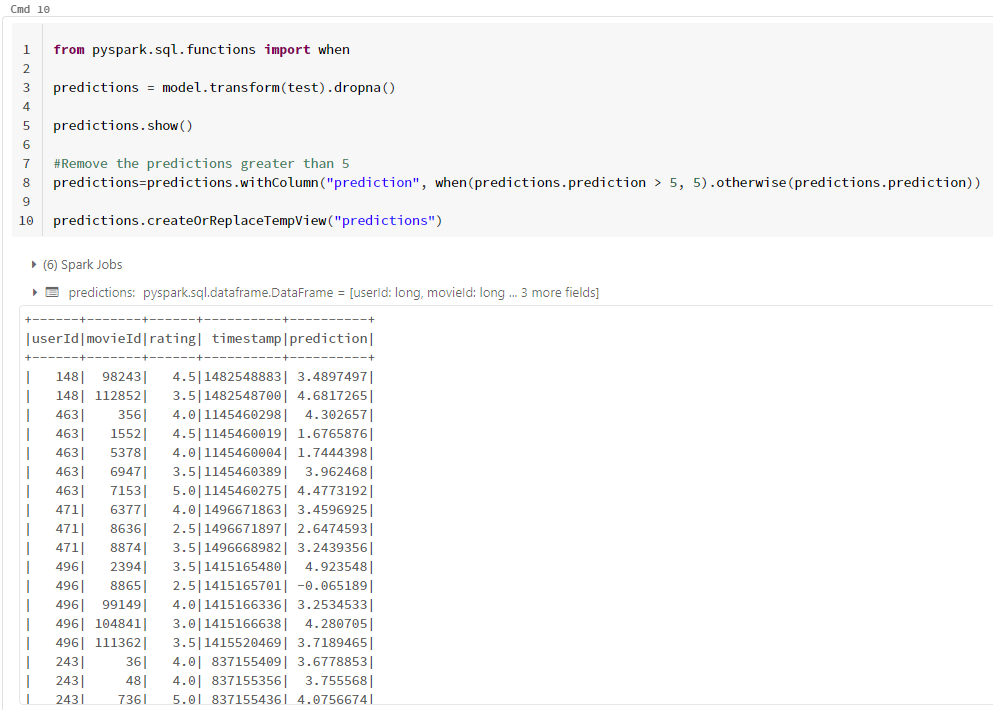 Cmd 10
1 from pyspark.sql.functions import when
2
3 predictions = model.transform(test).dropna()
4
5 predictions.show()
6
7 #Remove the predictions greater than 5
8 predictions=predictions.withColumn("prediction", when(predictions.prediction > 5, 5).otherwise(predictions.prediction))
9
10 predictions.createOrReplaceTempView("predictions")
(6) Spark Jobs
predictions: pyspark.sql.dataframe.DataFrame = [userId: long, movieId: long ... 3 more fields]
+------+-------+------+----------+----------+
|userId|movieId|rating| timestamp|prediction|
+------+-------+------+----------+----------+
|   148|  98243|   4.5|1482548883| 3.4897497|
|   148| 112852|   3.5|1482548700| 4.6817265|
|   463|    356|   4.0|1145460298|  4.302657|
|   463|   1552|   4.5|1145460019| 1.6765876|
|   463|   5378|   4.0|1145460004| 1.7444398|
|   463|   6947|   3.5|1145460389|  3.962468|
|   463|   7153|   5.0|1145460275| 4.4773192|
|   471|   6377|   4.0|1496671863| 3.4596925|
|   471|   8636|   2.5|1496671897| 2.6474593|
|   471|   8874|   3.5|1496668982| 3.2439356|
|   496|   2394|   3.5|1415165480|  4.923548|
|   496|   8865|   2.5|1415165701| -0.065189|
|   496|  99149|   4.0|1415166336| 3.2534533|
|   496| 104841|   3.0|1415166638|  4.280705|
|   496| 111362|   3.5|1415520469| 3.7189465|
|   243|     36|   4.0| 837155409| 3.6778853|
|   243|     48|   4.0| 837155356|  3.755568|
|   243|    736|   5.0| 837155436| 4.0756674|